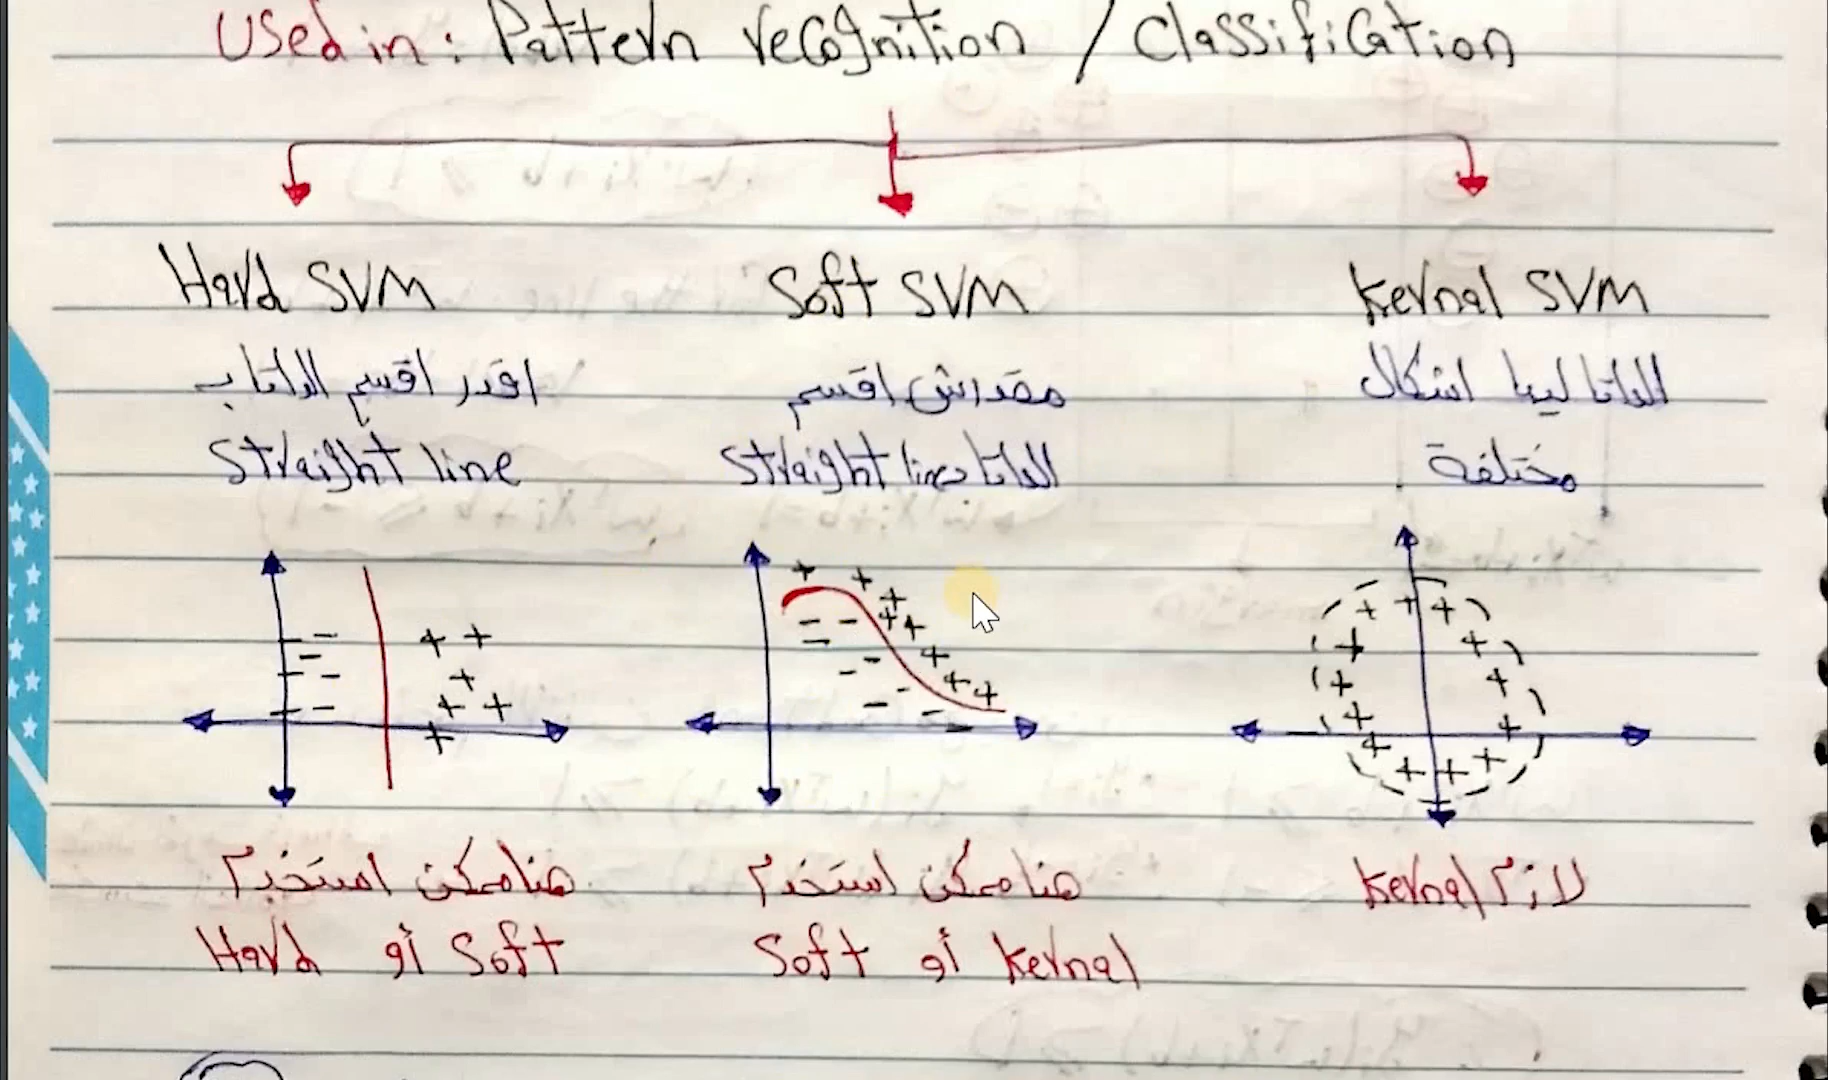 Used in: Pattern recognition / Classification
Hard SVM
اقدر اقسم الداتا بـ
Straight line
Soft SVM
مقدرش اقسم
الداتا بـ Straight line
Kernal SVM
الداتا ليها اشكال
مختلفة
هنا ممكن استخدم
Hard أو Soft
هنا ممكن استخدم
Soft أو Kernal
لازم Kernal